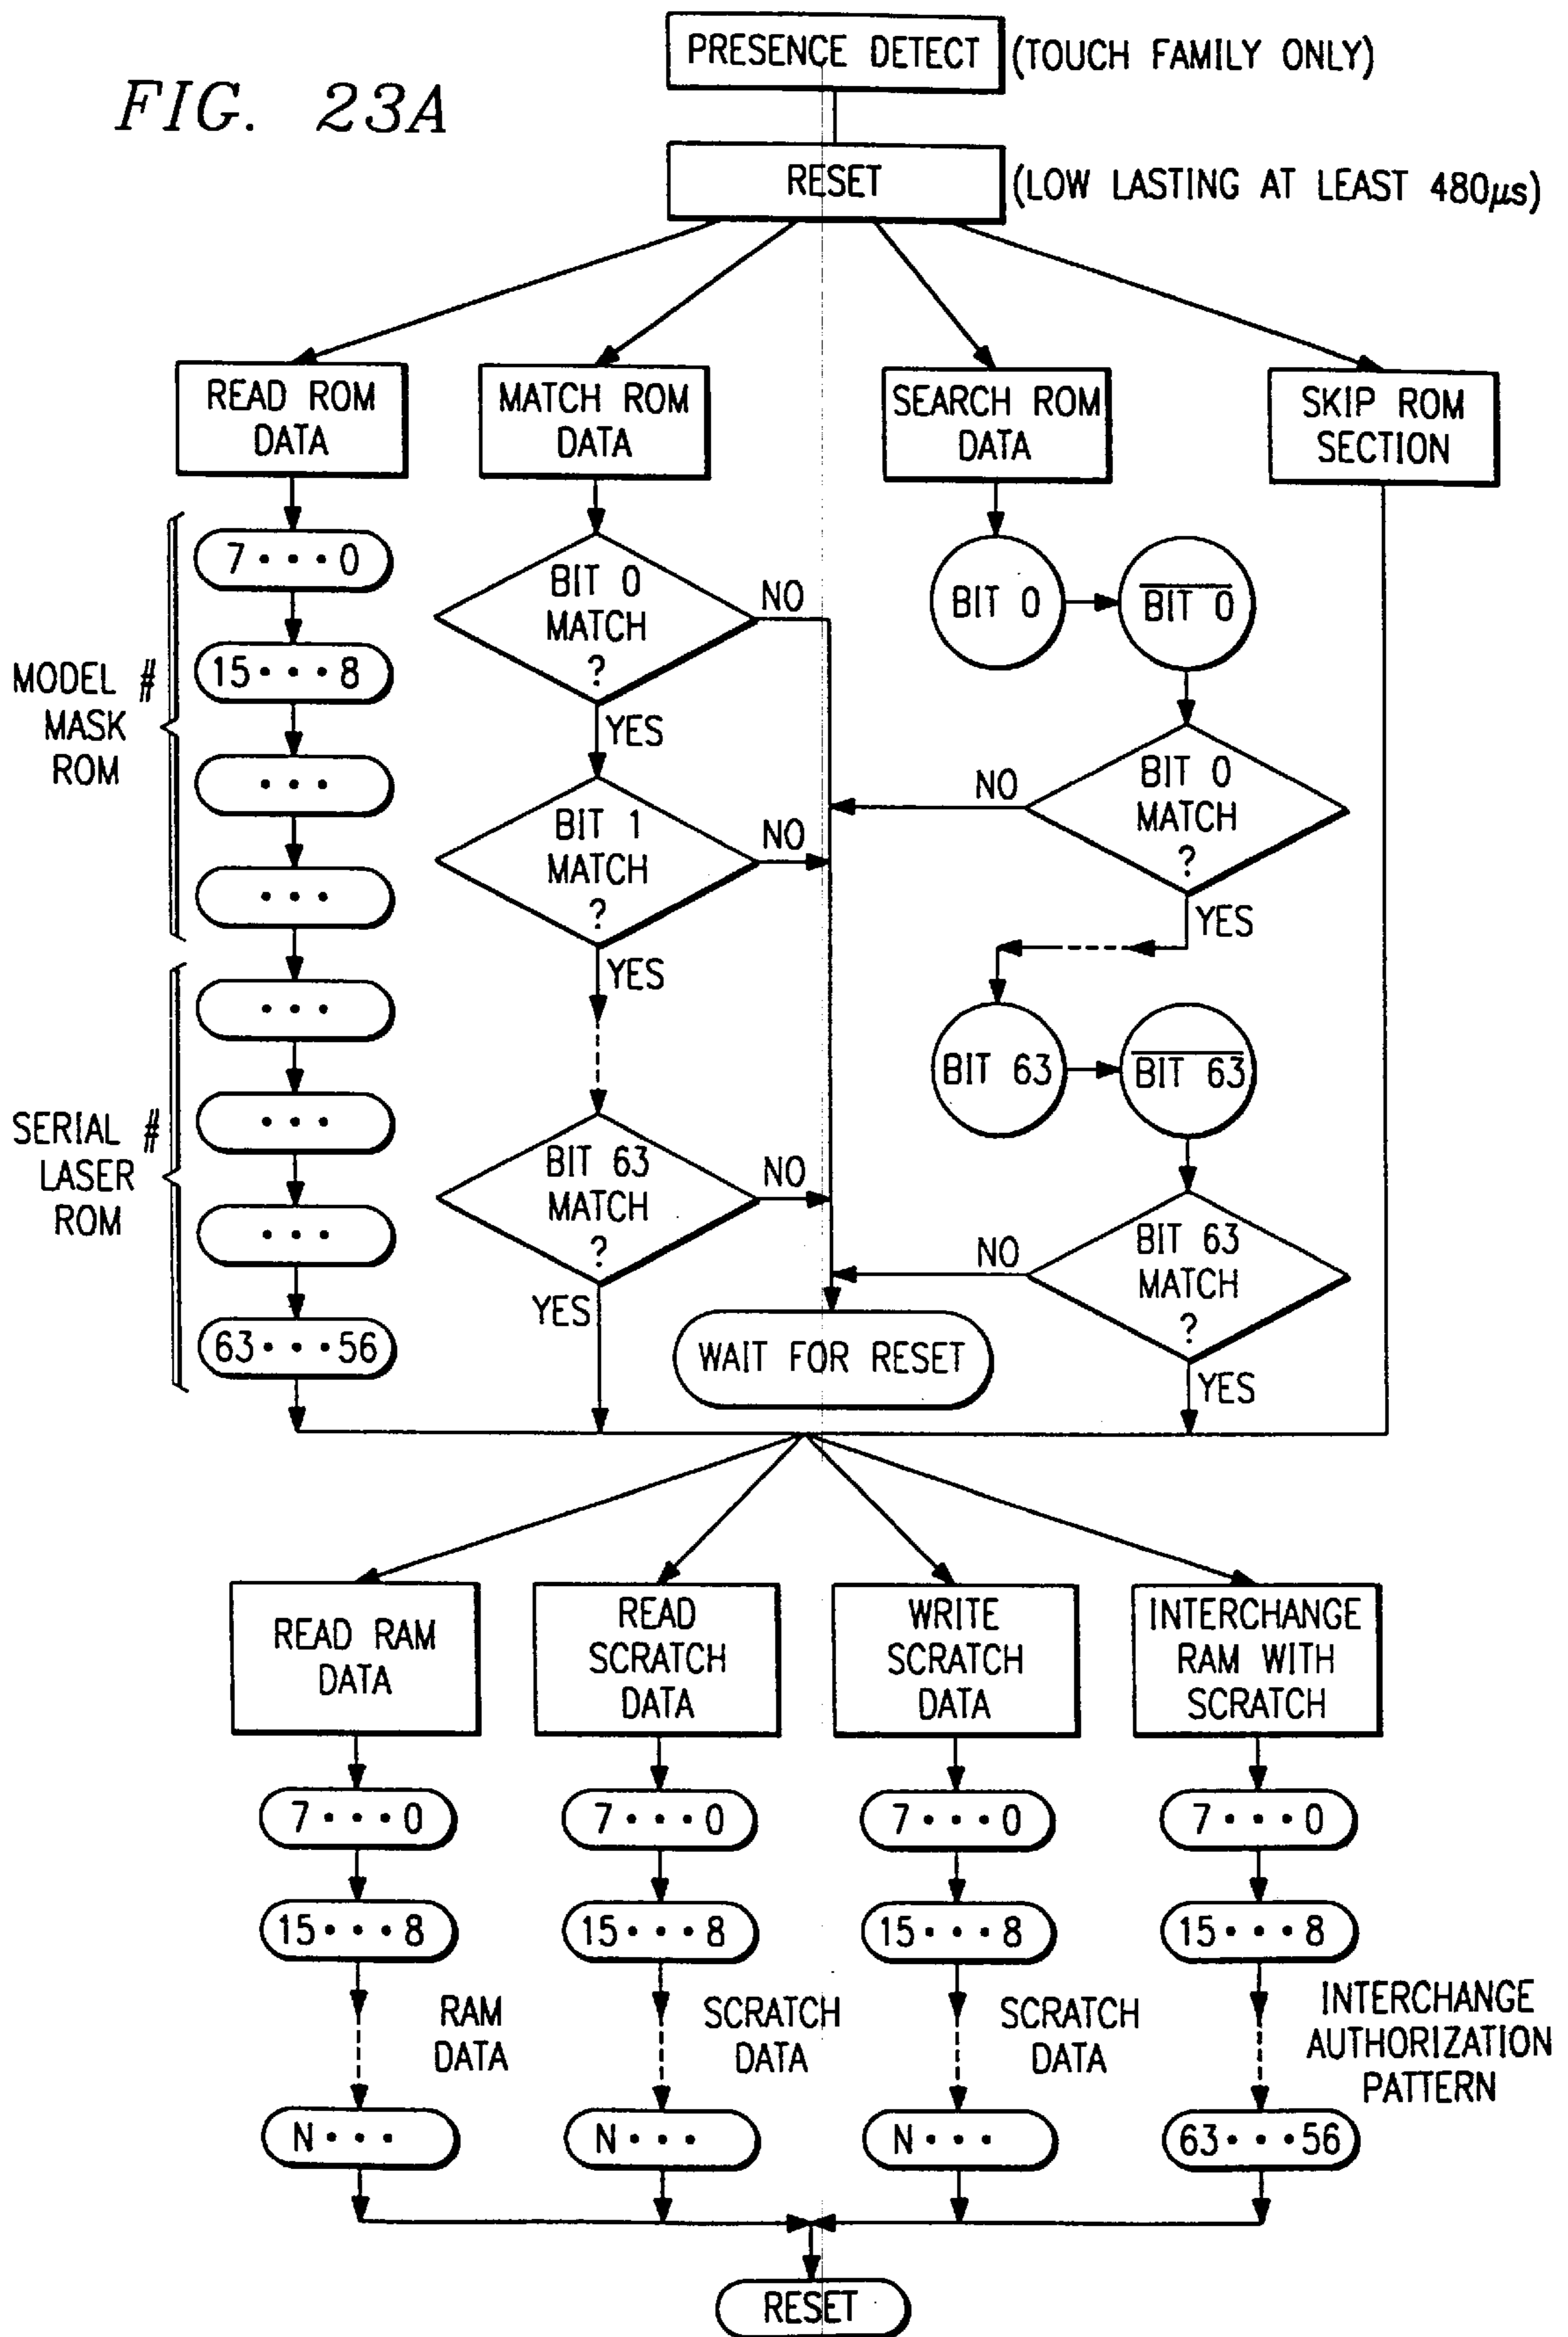 FIG. 23A
PRESENCE DETECT
(TOUCH FAMILY ONLY)
RESET
(LOW LASTING AT LEAST 480μs)
READ ROM
DATA
MATCH ROM
DATA
SEARCH ROM
DATA
SKIP ROM
SECTION
MODEL #
MASK
ROM
7•••0
15•••8
•••
•••
SERIAL #
LASER
ROM
•••
•••
•••
63•••56
BIT 0
MATCH
?
NO
YES
BIT 1
MATCH
?
NO
YES
BIT 63
MATCH
?
NO
YES
BIT 0
B̅I̅T̅ ̅0̅
BIT 0
MATCH
?
NO
YES
BIT 63
B̅I̅T̅ ̅6̅3̅
BIT 63
MATCH
?
NO
YES
WAIT FOR RESET
READ RAM
DATA
7•••0
15•••8
RAM
DATA
N•••
READ
SCRATCH
DATA
7•••0
15•••8
SCRATCH
DATA
N•••
WRITE
SCRATCH
DATA
7•••0
15•••8
SCRATCH
DATA
N•••
INTERCHANGE
RAM WITH
SCRATCH
7•••0
15•••8
INTERCHANGE
AUTHORIZATION
PATTERN
63•••56
RESET